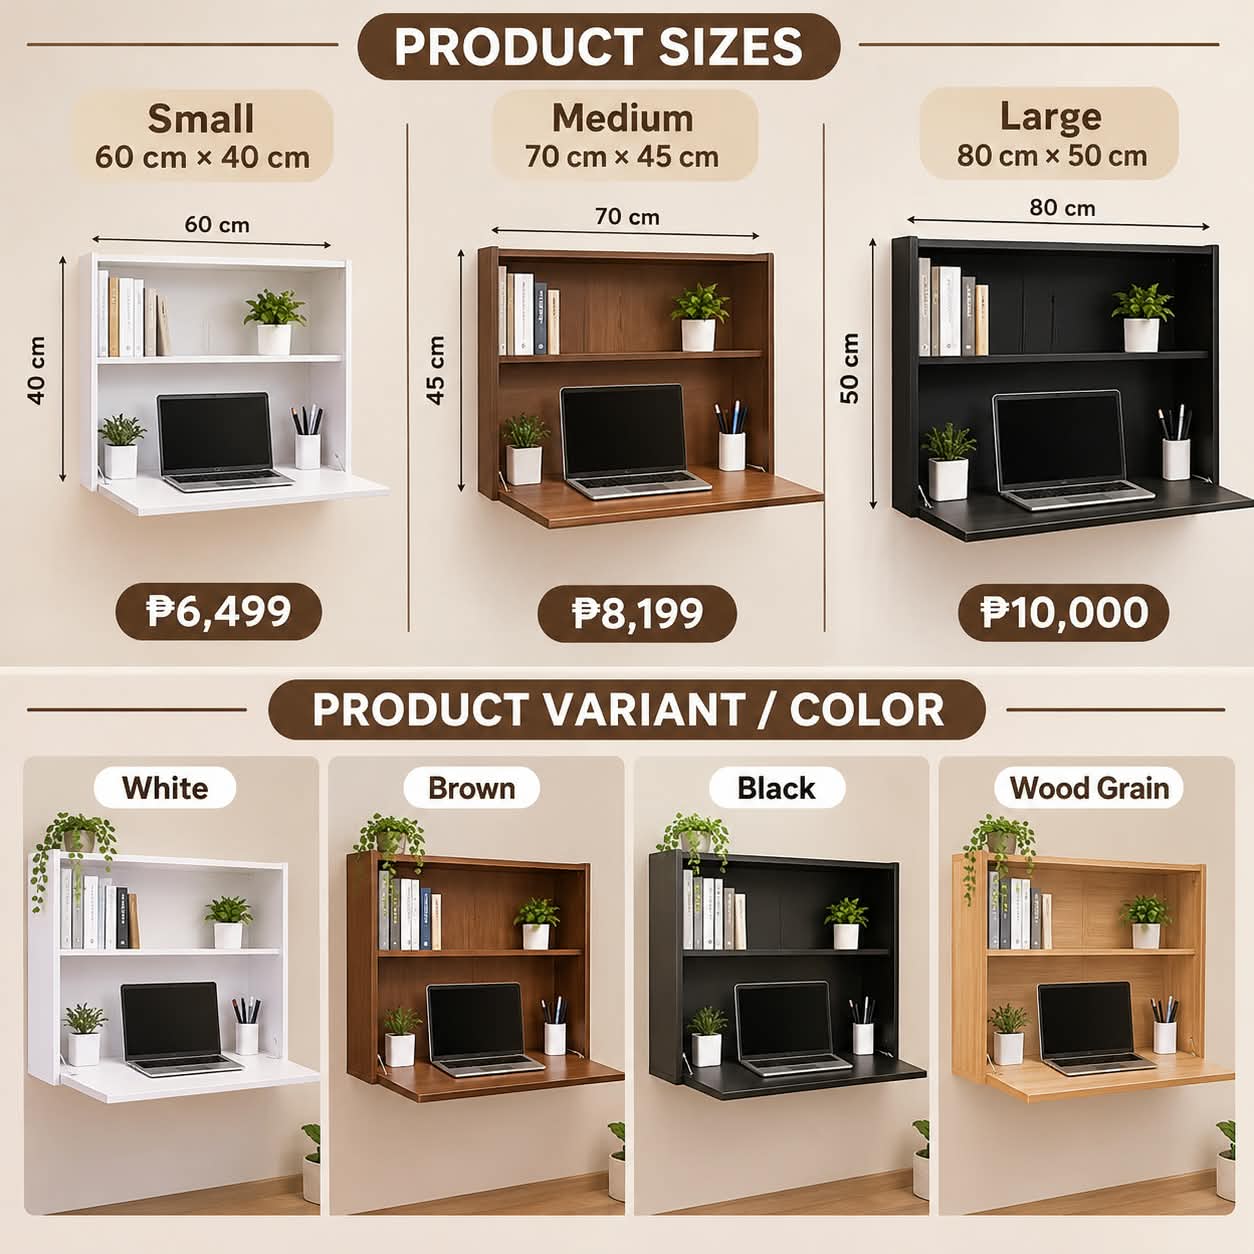 PRODUCT SIZES
Small
60 cm × 40 cm
Medium
70 cm × 45 cm
Large
80 cm × 50 cm
60 cm
40 cm
70 cm
45 cm
80 cm
50 cm
₱6,499
₱8,199
₱10,000
PRODUCT VARIANT / COLOR
White
Brown
Black
Wood Grain